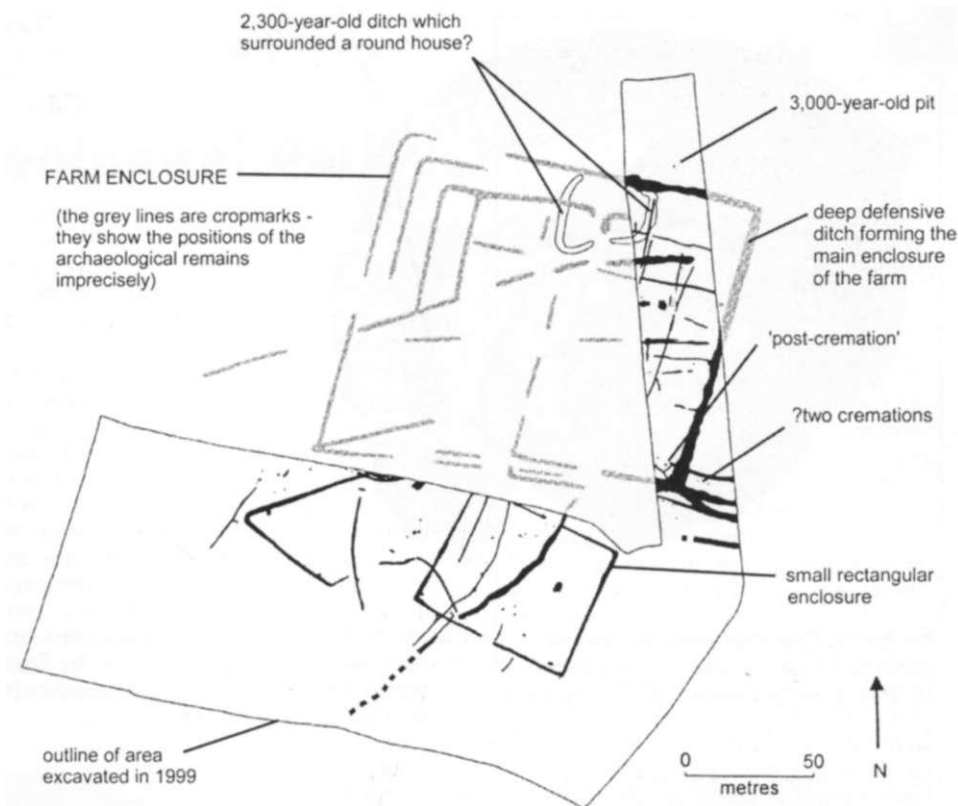 2,300-year-old ditch which
surrounded a round house?
3,000-year-old pit
FARM ENCLOSURE
(the grey lines are cropmarks -
they show the positions of the
archaeological remains
imprecisely)
deep defensive
ditch forming the
main enclosure
of the farm
'post-cremation'
?two cremations
small rectangular
enclosure
outline of area
excavated in 1999
0 50
metres
N